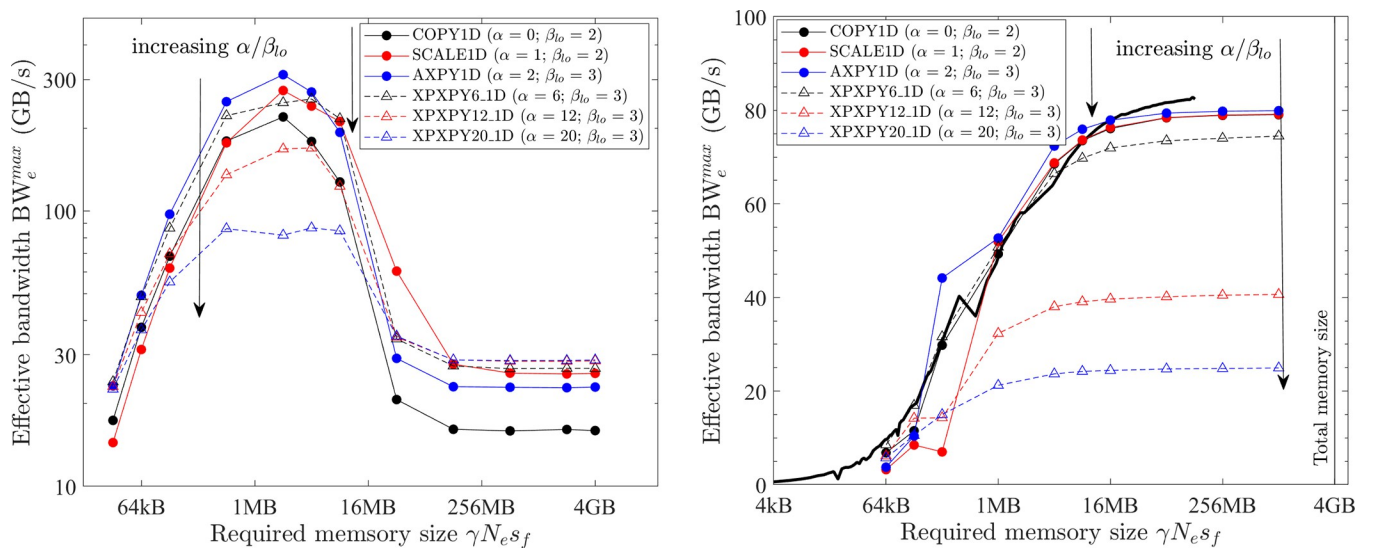 increasing α/β_lo
COPY1D (α = 0; β_lo = 2)
SCALE1D (α = 1; β_lo = 2)
AXPY1D (α = 2; β_lo = 3)
XPXPY6_1D (α = 6; β_lo = 3)
XPXPY12_1D (α = 12; β_lo = 3)
XPXPY20_1D (α = 20; β_lo = 3)
Effective bandwidth BW_e^max (GB/s)
300
100
30
10
64kB 1MB 16MB 256MB 4GB
Required memsory size γN_e s_f
COPY1D (α = 0; β_lo = 2)
SCALE1D (α = 1; β_lo = 2)
AXPY1D (α = 2; β_lo = 3)
XPXPY6_1D (α = 6; β_lo = 3)
XPXPY12_1D (α = 12; β_lo = 3)
XPXPY20_1D (α = 20; β_lo = 3)
increasing α/β_lo
Effective bandwidth BW_e^max (GB/s)
100
80
60
40
20
0
Total memory size
4kB 64kB 1MB 16MB 256MB 4GB
Required memsory size γN_e s_f